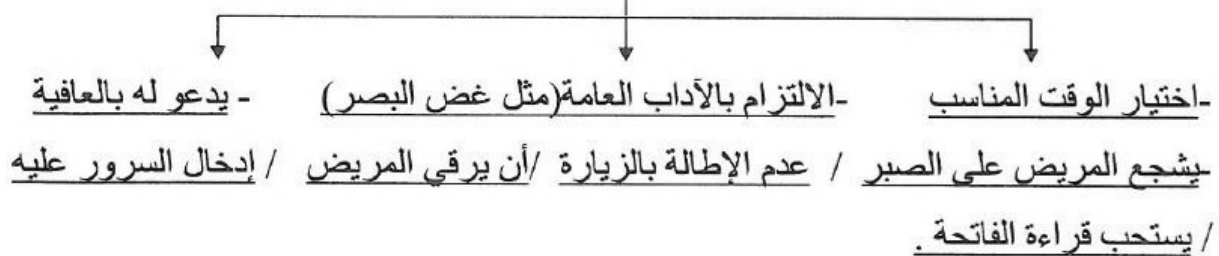 -اختيار الوقت المناسب -الالتزام بالآداب العامة(مثل غض البصر) - يدعو له بالعافية
-يشجع المريض على الصبر / عدم الإطالة بالزيارة /أن يرقي المريض / إدخال السرور عليه
/ يستحب قراءة الفاتحة .